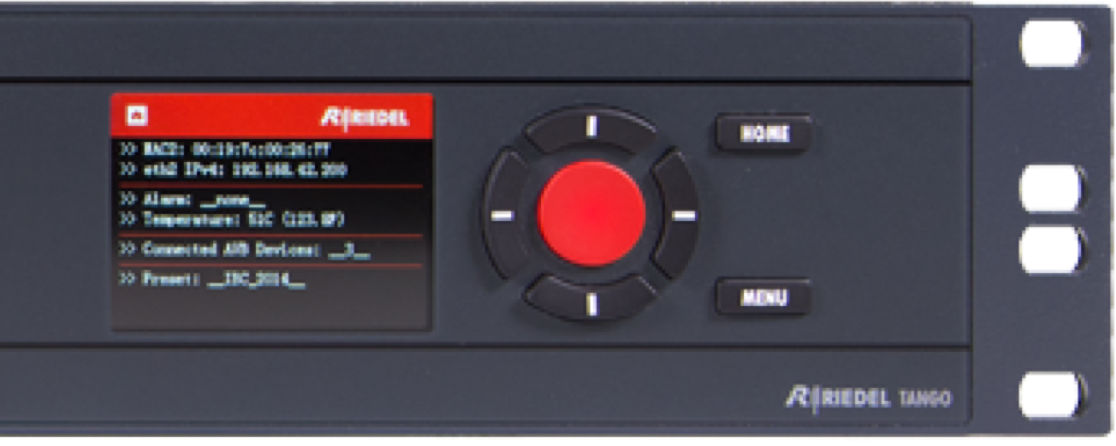 RIEDEL
>> MAC2: 00:19:7c:00:26:ff
>> eth2 IPv4: 192.168.42.200
>> Alarm: __none__
>> Temperature: 51C (123.8F)
>> Connected AVB Devices: __3__
>> Preset: __IBC_2014__
HOME
MENU
RIEDEL TANGO